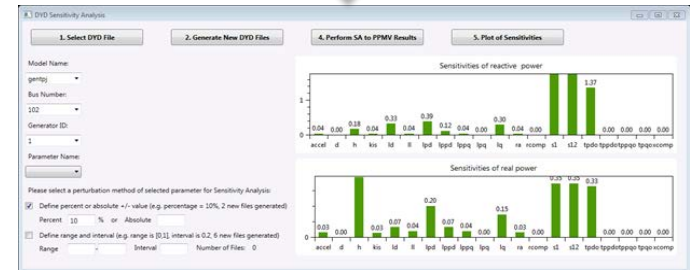 DYD Sensitivity Analysis
1. Select DYD File
2. Generate New DYD Files
4. Perform SA to PPMV Results
5. Plot of Sensitivities
Model Name:
gentpj
Bus Number:
102
Generator ID:
1
Parameter Name:
Please select a perturbation method of selected parameter for Sensitivity Analysis:
Define percent or absolute +/- value (e.g. percentage = 10%, 2 new files generated)
Percent 10 % or Absolute
Define range and interval (e.g. range is [0,1], interval is 0.2, 6 new files generated)
Range - Interval Number of Files: 0
Sensitivities of reactive power
1.37
1
0.04 0.00 0.18 0.04 0.33 0.04 0.39 0.12 0.04 0.00 0.30 0.04 0.00 0.00 0.00 0.00 0.00
0
accel d h kis ld ll lpd lppd lppq lpq lq ra rcomp s1 s12 tpdo tppdo tppqo tpqo xcomp
Sensitivities of real power
0.35 0.35 0.33
0.20
0.15
0.03 0.00 0.03 0.07 0.04 0.07 0.04 0.00 0.03 0.00 0.00 0.00 0.00 0.00
0
accel d h kis ld ll lpd lppd lppq lpq lq ra rcomp s1 s12 tpdo tppdo tppqo tpqo xcomp